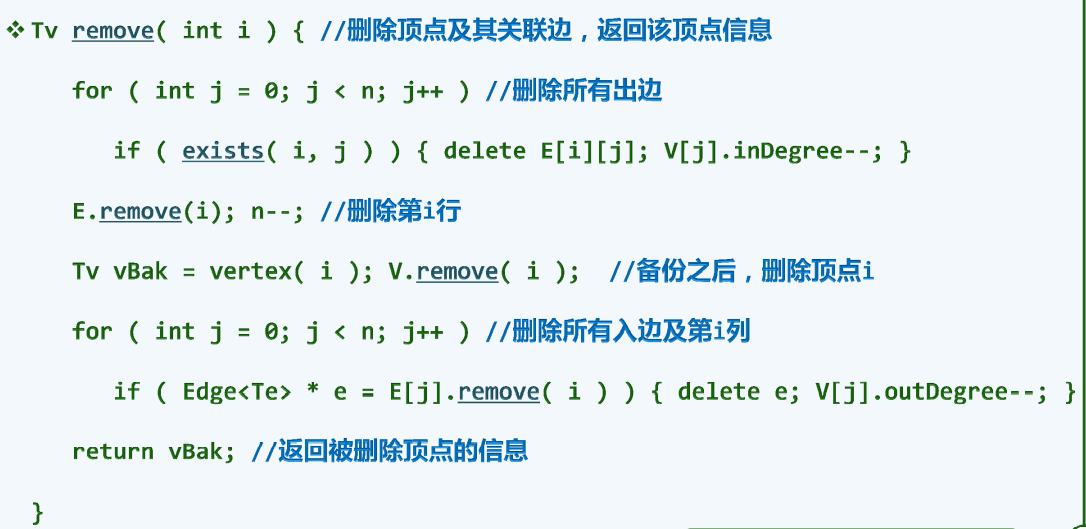 ❖ Tv remove( int i ) { //删除顶点及其关联边，返回该顶点信息
for ( int j = 0; j < n; j++ ) //删除所有出边
if ( exists( i, j ) ) { delete E[i][j]; V[j].inDegree--; }
E.remove(i); n--; //删除第i行
Tv vBak = vertex( i ); V.remove( i ); //备份之后，删除顶点i
for ( int j = 0; j < n; j++ ) //删除所有入边及第i列
if ( Edge<Te> * e = E[j].remove( i ) ) { delete e; V[j].outDegree--; }
return vBak; //返回被删除顶点的信息
}